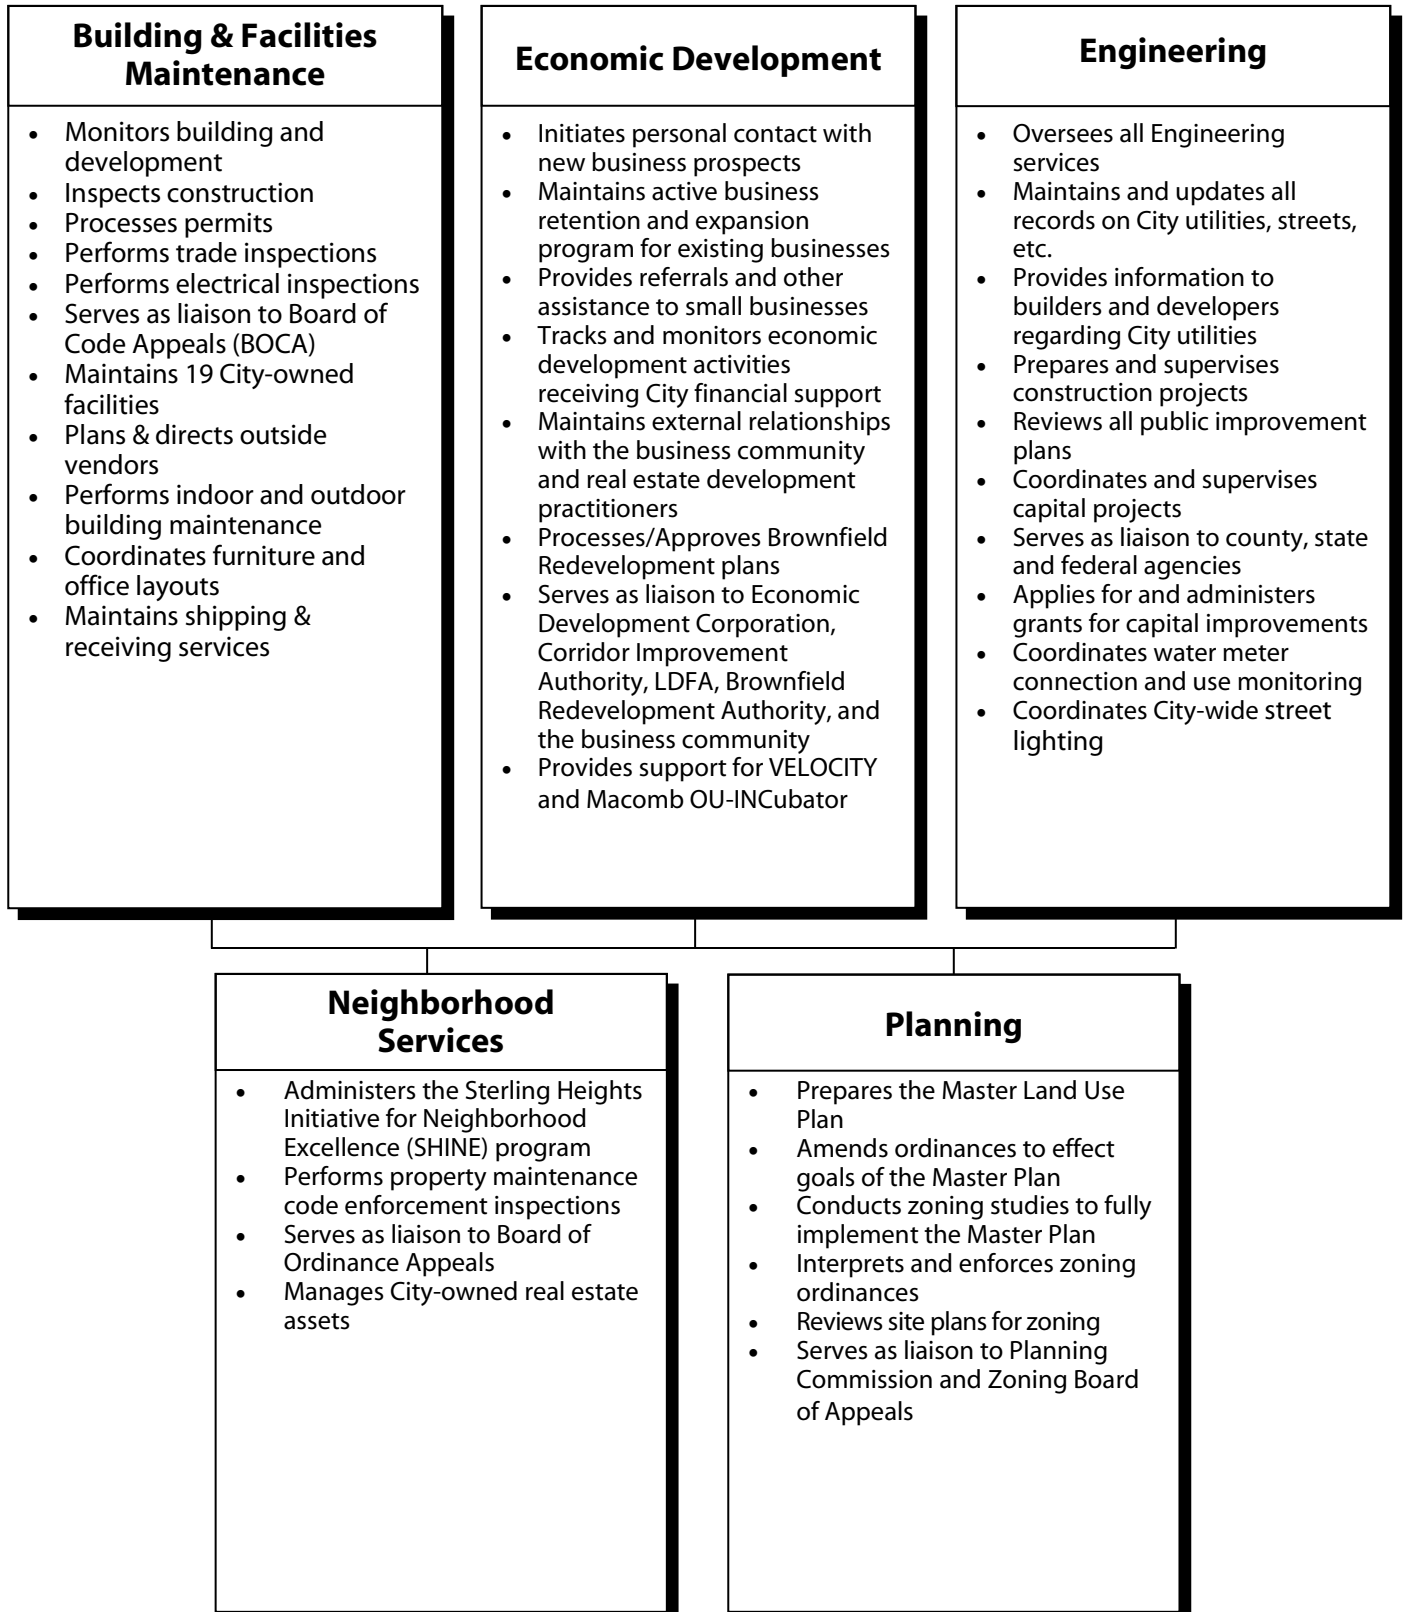 Building & Facilities
Maintenance
• Monitors building and
development
• Inspects construction
• Processes permits
• Performs trade inspections
• Performs electrical inspections
• Serves as liaison to Board of
Code Appeals (BOCA)
• Maintains 19 City-owned
facilities
• Plans & directs outside
vendors
• Performs indoor and outdoor
building maintenance
• Coordinates furniture and
office layouts
• Maintains shipping &
receiving services
Economic Development
• Initiates personal contact with
new business prospects
• Maintains active business
retention and expansion
program for existing businesses
• Provides referrals and other
assistance to small businesses
• Tracks and monitors economic
development activities
receiving City financial support
• Maintains external relationships
with the business community
and real estate development
practitioners
• Processes/Approves Brownfield
Redevelopment plans
• Serves as liaison to Economic
Development Corporation,
Corridor Improvement
Authority, LDFA, Brownfield
Redevelopment Authority, and
the business community
• Provides support for VELOCITY
and Macomb OU-INCubator
Engineering
• Oversees all Engineering
services
• Maintains and updates all
records on City utilities, streets,
etc.
• Provides information to
builders and developers
regarding City utilities
• Prepares and supervises
construction projects
• Reviews all public improvement
plans
• Coordinates and supervises
capital projects
• Serves as liaison to county, state
and federal agencies
• Applies for and administers
grants for capital improvements
• Coordinates water meter
connection and use monitoring
• Coordinates City-wide street
lighting
Neighborhood
Services
• Administers the Sterling Heights
Initiative for Neighborhood
Excellence (SHINE) program
• Performs property maintenance
code enforcement inspections
• Serves as liaison to Board of
Ordinance Appeals
• Manages City-owned real estate
assets
Planning
• Prepares the Master Land Use
Plan
• Amends ordinances to effect
goals of the Master Plan
• Conducts zoning studies to fully
implement the Master Plan
• Interprets and enforces zoning
ordinances
• Reviews site plans for zoning
• Serves as liaison to Planning
Commission and Zoning Board
of Appeals